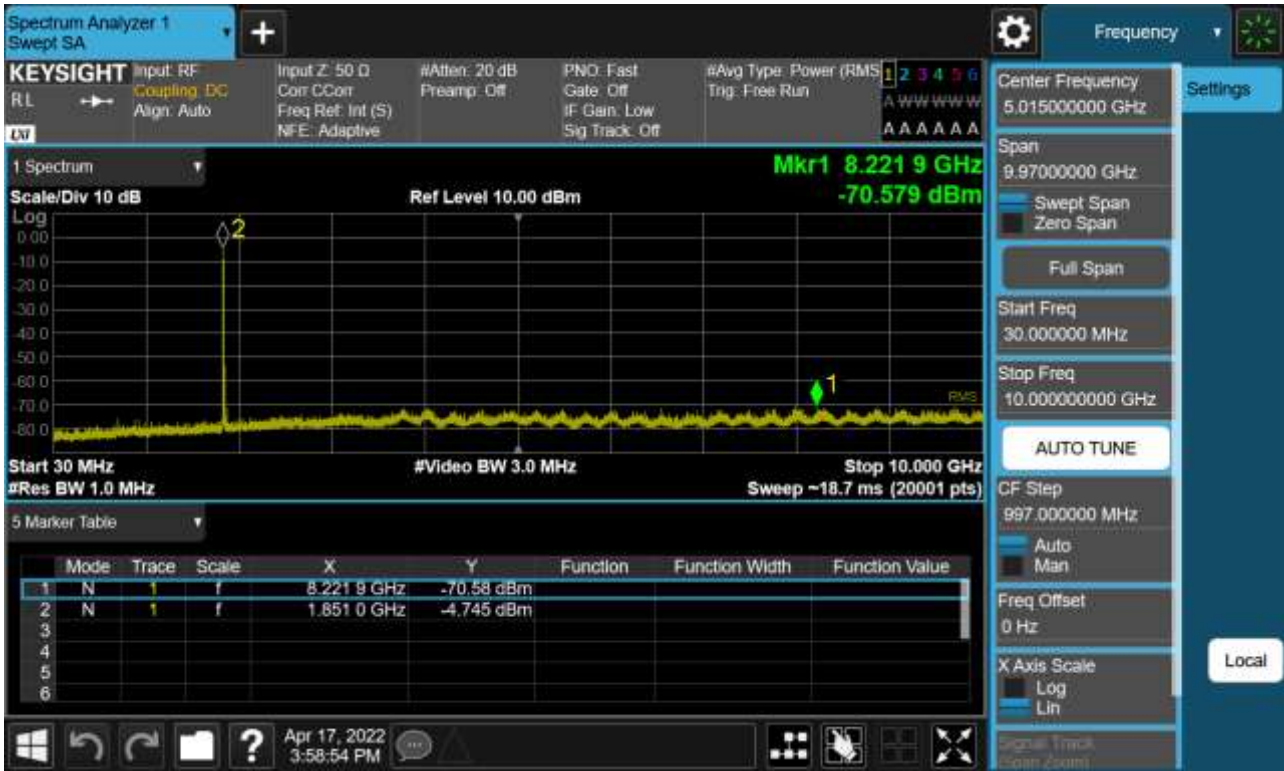 Spectrum Analyzer 1
Swept SA
Frequency
KEYSIGHT
RL
LXI
Input: RF
Coupling: DC
Align: Auto
Input Z: 50 Ω
Corr CCorr
Freq Ref: Int (S)
NFE: Adaptive
#Atten: 20 dB
Preamp: Off
PNO: Fast
Gate: Off
IF Gain: Low
Sig Track: Off
#Avg Type: Power (RMS
Trig: Free Run
1 2 3 4 5 6
A W W W W W
A A A A A A
1 Spectrum
Mkr1 8.221 9 GHz
-70.579 dBm
Scale/Div 10 dB
Ref Level 10.00 dBm
Log
0.00
-10.0
-20.0
-30.0
-40.0
-50.0
-60.0
-70.0
-80.0
2
1
RMS
Start 30 MHz
#Video BW 3.0 MHz
Stop 10.000 GHz
#Res BW 1.0 MHz
Sweep ~18.7 ms (20001 pts)
5 Marker Table
Mode Trace Scale X Y Function Function Width Function Value
1 N 1 f 8.221 9 GHz -70.58 dBm
2 N 1 f 1.851 0 GHz -4.745 dBm
3
4
5
6
Apr 17, 2022
3:58:54 PM
?
Center Frequency
5.015000000 GHz
Settings
Span
9.97000000 GHz
Swept Span
Zero Span
Full Span
Start Freq
30.000000 MHz
Stop Freq
10.000000000 GHz
AUTO TUNE
CF Step
997.000000 MHz
Auto
Man
Freq Offset
0 Hz
X Axis Scale
Log
Lin
Local
Signal Track
(Span Zoom)